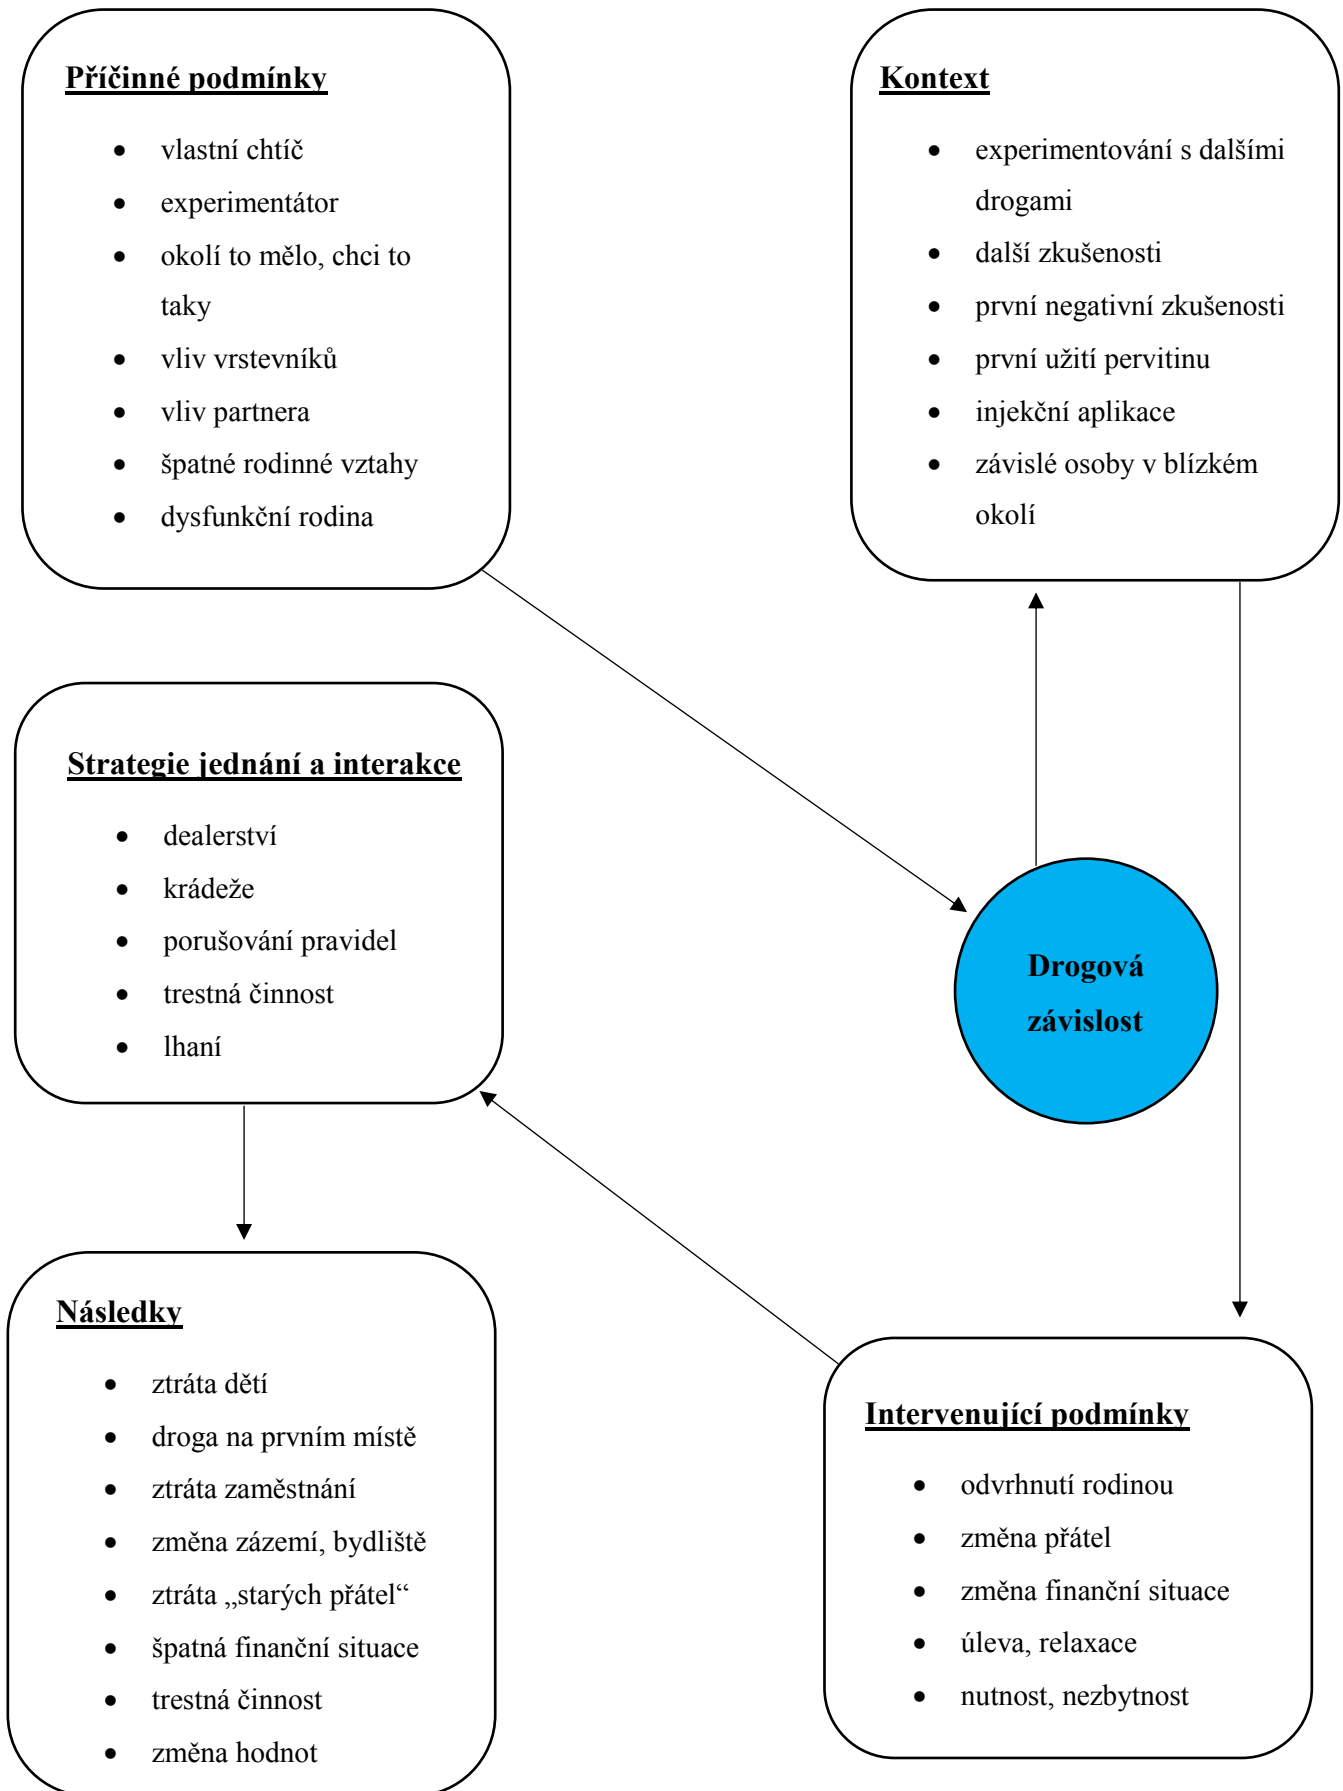 Příčinné podmínky
vlastní chtíč
experimentátor
okolí to mělo, chci to
taky
vliv vrstevníků
vliv partnera
špatné rodinné vztahy
dysfunkční rodina
Kontext
experimentování s dalšími
drogami
další zkušenosti
první negativní zkušenosti
první užití pervitinu
injekční aplikace
závislé osoby v blízkém
okolí
Strategie jednání a interakce
dealerství
krádeže
porušování pravidel
trestná činnost
lhaní
Drogová
závislost
Následky
ztráta dětí
droga na prvním místě
ztráta zaměstnání
změna zázemí, bydliště
ztráta „starých přátel“
špatná finanční situace
trestná činnost
změna hodnot
Intervenující podmínky
odvrhnutí rodinou
změna přátel
změna finanční situace
úleva, relaxace
nutnost, nezbytnost